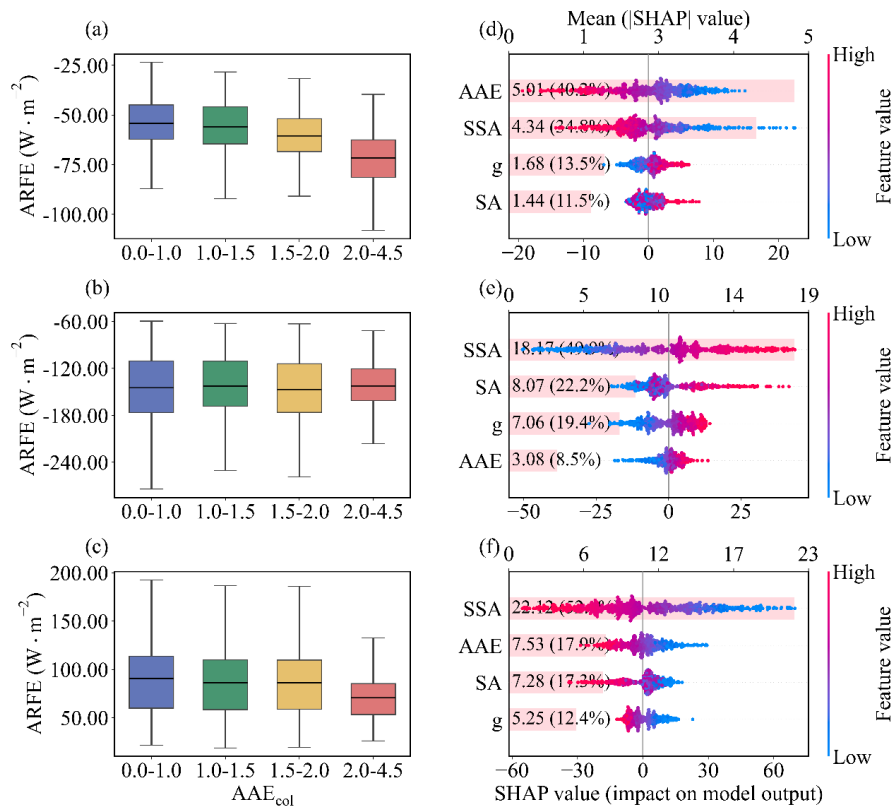 (a)
-25.00
-50.00
-75.00
-100.00
ARFE (W · m⁻²)
0.0-1.0 1.0-1.5 1.5-2.0 2.0-4.5
(d)
Mean (|SHAP| value)
0 1 3 4 5
AAE 5.01 (40.2%)
SSA 4.34 (34.8%)
g 1.68 (13.5%)
SA 1.44 (11.5%)
−20 −10 0 10 20
High
Feature value
Low
(b)
-60.00
-120.00
-180.00
-240.00
ARFE (W · m⁻²)
0.0-1.0 1.0-1.5 1.5-2.0 2.0-4.5
(e)
0 5 10 14 19
SSA 18.17
SA 8.07 (22.2%)
g 7.06 (19.4%)
AAE 3.08 (8.5%)
−50 −25 0 25
High
Feature value
Low
(c)
200.00
150.00
100.00
50.00
ARFE (W · m⁻²)
0.0-1.0 1.0-1.5 1.5-2.0 2.0-4.5
AAEcol
(f)
0 6 12 17 23
SSA 22.12
AAE 7.53 (17.9%)
SA 7.28 (17.3%)
g 5.25 (12.4%)
−60 −30 0 30 60
SHAP value (impact on model output)
High
Feature value
Low